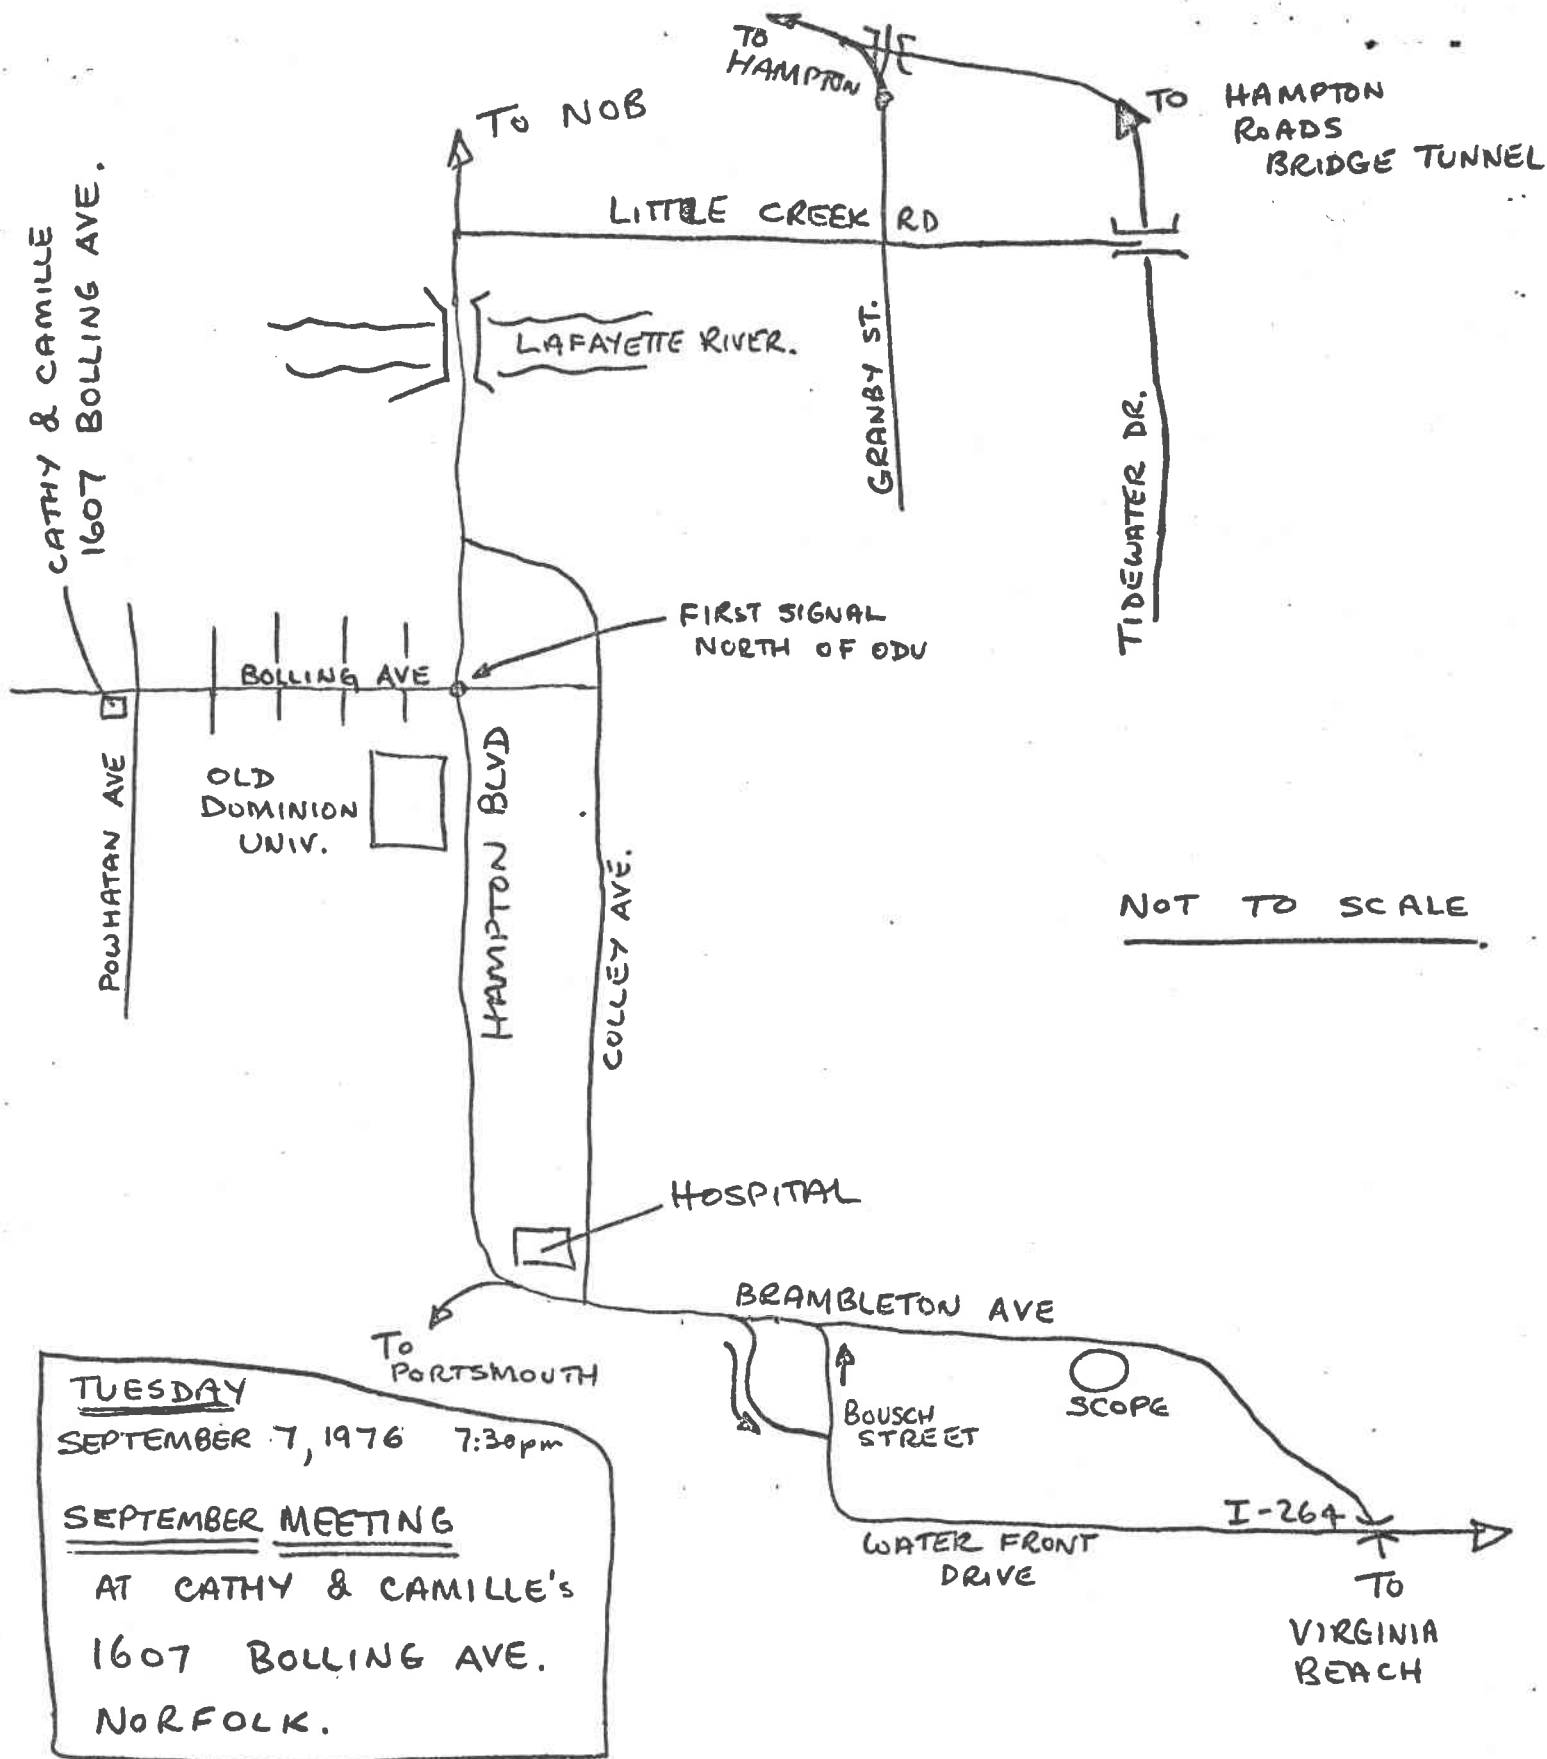 TO
HAMPTON
TO HAMPTON
ROADS
BRIDGE TUNNEL
TO NOB
LITTLE CREEK RD
CATHY & CAMILLE
1607 BOLLING AVE.
LAFAYETTE RIVER.
GRANBY ST.
TIDEWATER DR.
FIRST SIGNAL
NORTH OF ODU
BOLLING AVE
POWHATAN AVE
OLD
DOMINION
UNIV.
HAMPTON BLVD
COLLEY AVE.
NOT TO SCALE
HOSPITAL
BRAMBLETON AVE
TO
PORTSMOUTH
BOUSCH
STREET
SCOPE
I-264
WATER FRONT
DRIVE
TO
VIRGINIA
BEACH
TUESDAY
SEPTEMBER 7, 1976 7:30pm
SEPTEMBER MEETING
AT CATHY & CAMILLE's
1607 BOLLING AVE.
NORFOLK.